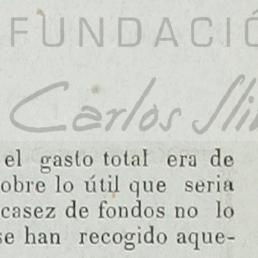 FUNDACIÓ
Carlos Sli
el gasto total era de
obre lo útil que seria
casez de fondos no lo
se han recogido aque-